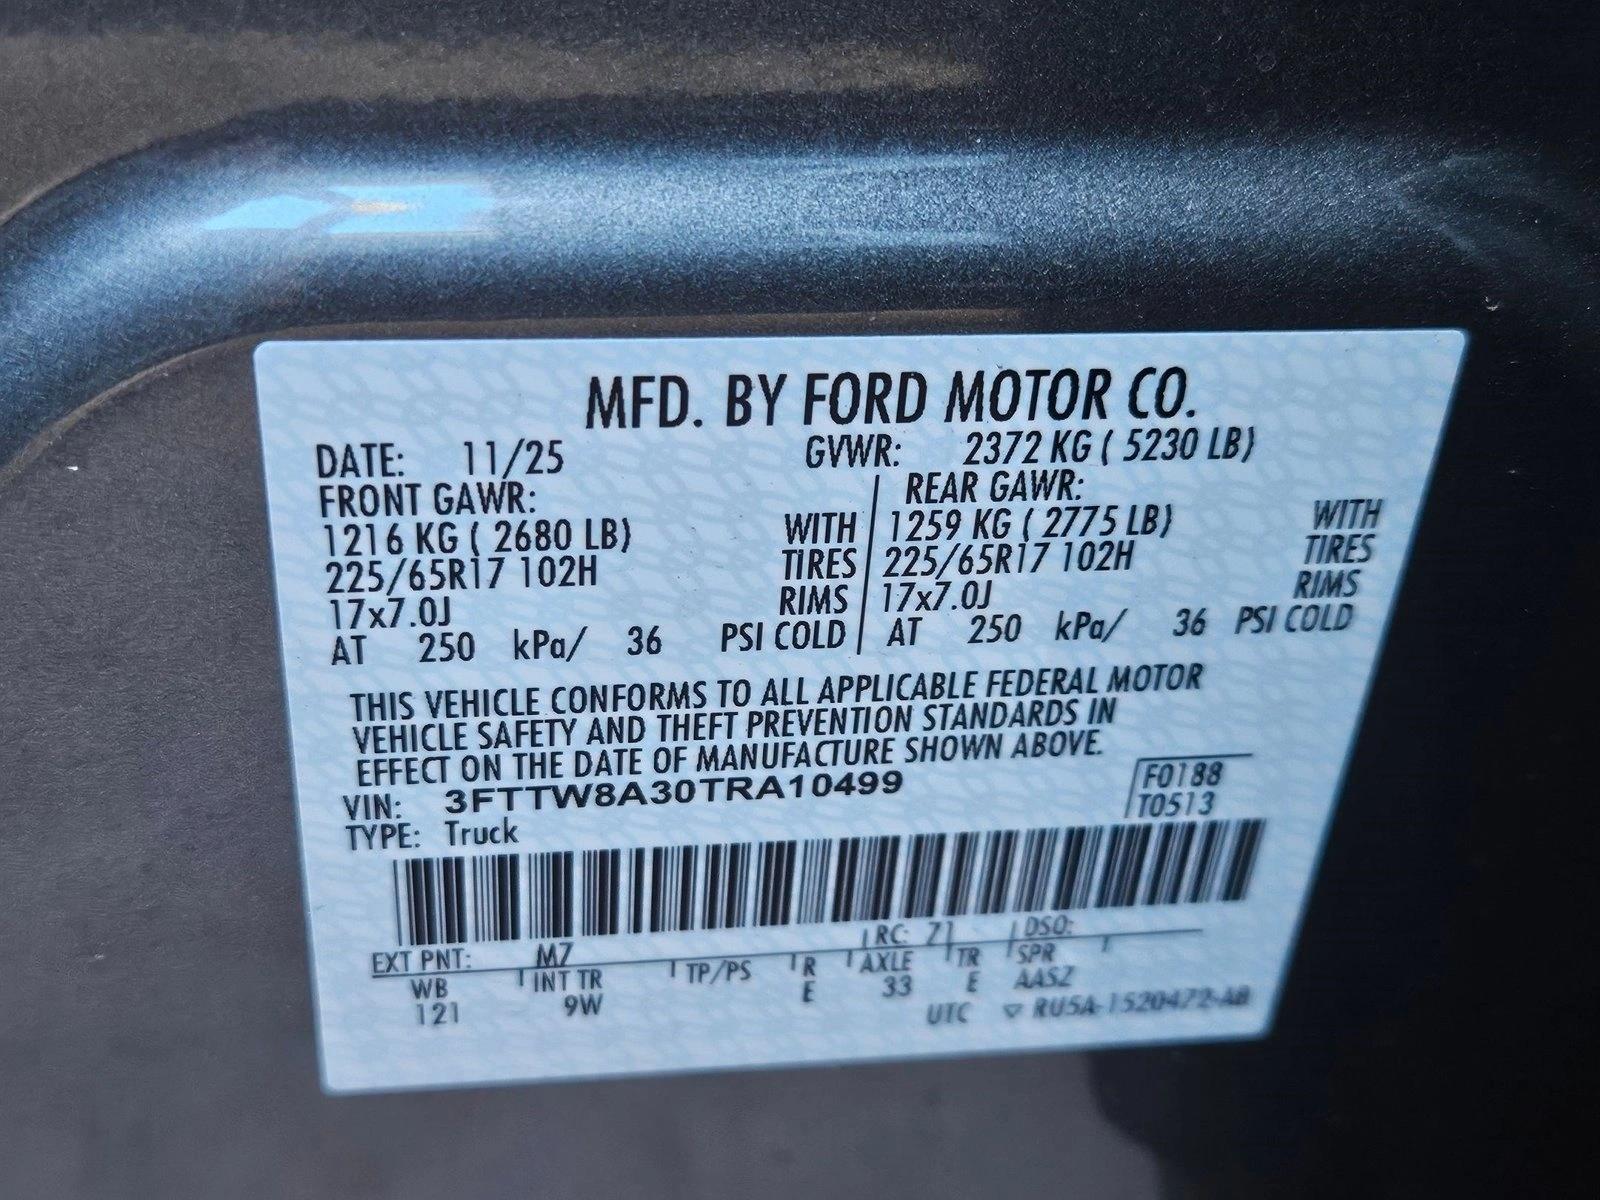 MFD. BY FORD MOTOR CO.
DATE: 11/25 GVWR: 2372 KG ( 5230 LB)
FRONT GAWR: REAR GAWR:
1216 KG ( 2680 LB) WITH 1259 KG ( 2775 LB) WITH
225/65R17 102H TIRES 225/65R17 102H TIRES
17x7.0J RIMS 17x7.0J RIMS
AT 250 kPa/ 36 PSI COLD AT 250 kPa/ 36 PSI COLD
THIS VEHICLE CONFORMS TO ALL APPLICABLE FEDERAL MOTOR
VEHICLE SAFETY AND THEFT PREVENTION STANDARDS IN
EFFECT ON THE DATE OF MANUFACTURE SHOWN ABOVE.
VIN: 3FTTW8A30TRA10499 F0188
TYPE: Truck T0513
EXT PNT: M7 RC: 71 DSO:
WB INT TR TP/PS R AXLE TR SPR
121 9W E 33 E AASZ
UTC ▽ RU5A-1520472-AB